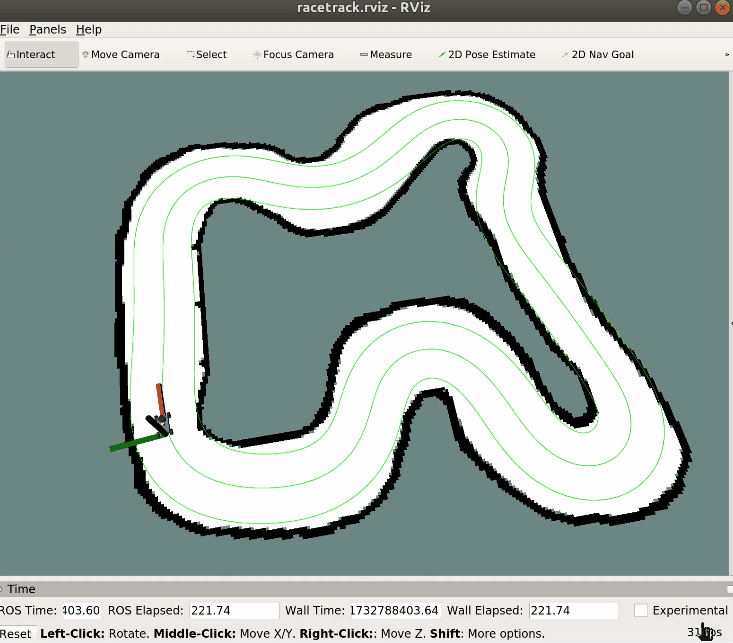 racetrack.rviz - RViz
File Panels Help
Interact Move Camera Select Focus Camera Measure 2D Pose Estimate 2D Nav Goal »
Time
ROS Time: 403.60 ROS Elapsed: 221.74 Wall Time: 1732788403.64 Wall Elapsed: 221.74 Experimental
Reset Left-Click: Rotate. Middle-Click: Move X/Y. Right-Click:: Move Z. Shift: More options.